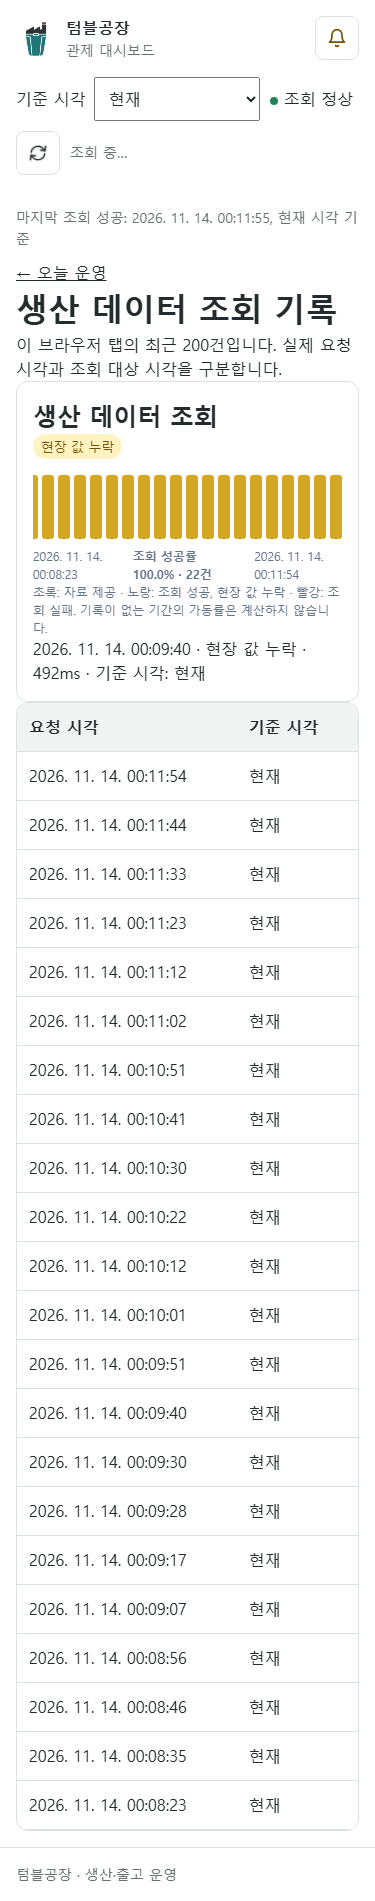 텀블공장
관제 대시보드
기준 시각 현재 조회 정상
조회 중...
마지막 조회 성공: 2026. 11. 14. 00:11:55, 현재 시각 기
준
← 오늘 운영
생산 데이터 조회 기록
이 브라우저 탭의 최근 200건입니다. 실제 요청
시각과 조회 대상 시각을 구분합니다.
생산 데이터 조회
현장 값 누락
2026. 11. 14. 조회 성공률 2026. 11. 14.
00:08:23 100.0% · 22건 00:11:54
초록: 자료 제공 · 노랑: 조회 성공, 현장 값 누락 · 빨강: 조
회 실패. 기록이 없는 기간의 가동률은 계산하지 않습니
다.
2026. 11. 14. 00:09:40 · 현장 값 누락 ·
492ms · 기준 시각: 현재
요청 시각 기준 시각
2026. 11. 14. 00:11:54 현재
2026. 11. 14. 00:11:44 현재
2026. 11. 14. 00:11:33 현재
2026. 11. 14. 00:11:23 현재
2026. 11. 14. 00:11:12 현재
2026. 11. 14. 00:11:02 현재
2026. 11. 14. 00:10:51 현재
2026. 11. 14. 00:10:41 현재
2026. 11. 14. 00:10:30 현재
2026. 11. 14. 00:10:22 현재
2026. 11. 14. 00:10:12 현재
2026. 11. 14. 00:10:01 현재
2026. 11. 14. 00:09:51 현재
2026. 11. 14. 00:09:40 현재
2026. 11. 14. 00:09:30 현재
2026. 11. 14. 00:09:28 현재
2026. 11. 14. 00:09:17 현재
2026. 11. 14. 00:09:07 현재
2026. 11. 14. 00:08:56 현재
2026. 11. 14. 00:08:46 현재
2026. 11. 14. 00:08:35 현재
2026. 11. 14. 00:08:23 현재
텀블공장 · 생산·출고 운영